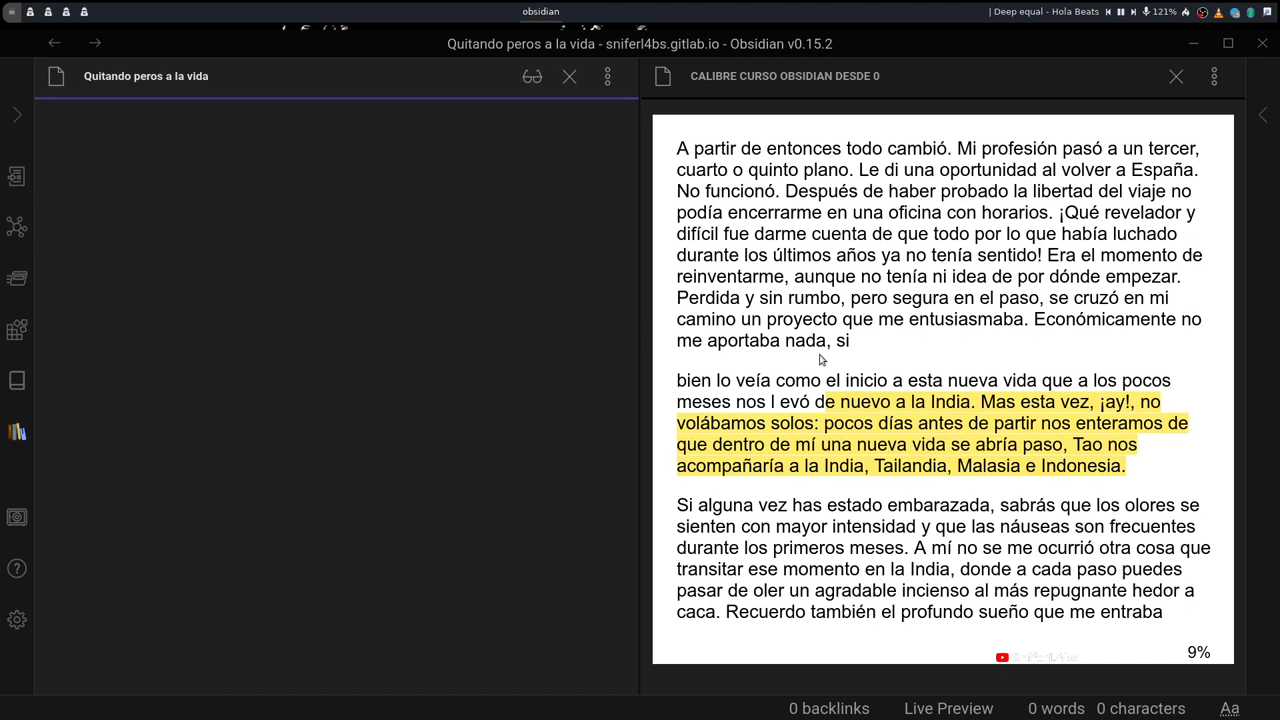 obsidian
| Deep equal - Hola Beats
121%
Quitando peros a la vida - sniferl4bs.gitlab.io - Obsidian v0.15.2
Quitando peros a la vida
CALIBRE CURSO OBSIDIAN DESDE 0
A partir de entonces todo cambió. Mi profesión pasó a un tercer,
cuarto o quinto plano. Le di una oportunidad al volver a España.
No funcionó. Después de haber probado la libertad del viaje no
podía encerrarme en una oficina con horarios. ¡Qué revelador y
difícil fue darme cuenta de que todo por lo que había luchado
durante los últimos años ya no tenía sentido! Era el momento de
reinventarme, aunque no tenía ni idea de por dónde empezar.
Perdida y sin rumbo, pero segura en el paso, se cruzó en mi
camino un proyecto que me entusiasmaba. Económicamente no
me aportaba nada, si
bien lo veía como el inicio a esta nueva vida que a los pocos
meses nos l evó de nuevo a la India. Mas esta vez, ¡ay!, no
volábamos solos: pocos días antes de partir nos enteramos de
que dentro de mí una nueva vida se abría paso, Tao nos
acompañaría a la India, Tailandia, Malasia e Indonesia.
Si alguna vez has estado embarazada, sabrás que los olores se
sienten con mayor intensidad y que las náuseas son frecuentes
durante los primeros meses. A mí no se me ocurrió otra cosa que
transitar ese momento en la India, donde a cada paso puedes
pasar de oler un agradable incienso al más repugnante hedor a
caca. Recuerdo también el profundo sueño que me entraba
9%
0 backlinks
Live Preview
0 words
0 characters
Aa